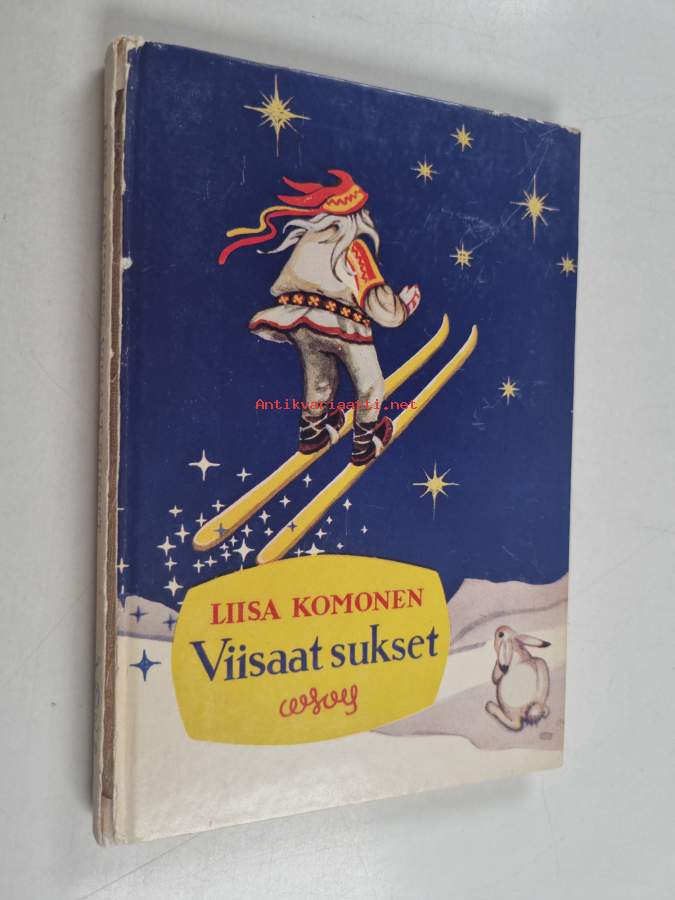 Antikvariaatti.net
LIISA KOMONEN
Viisaat sukset
wsoy